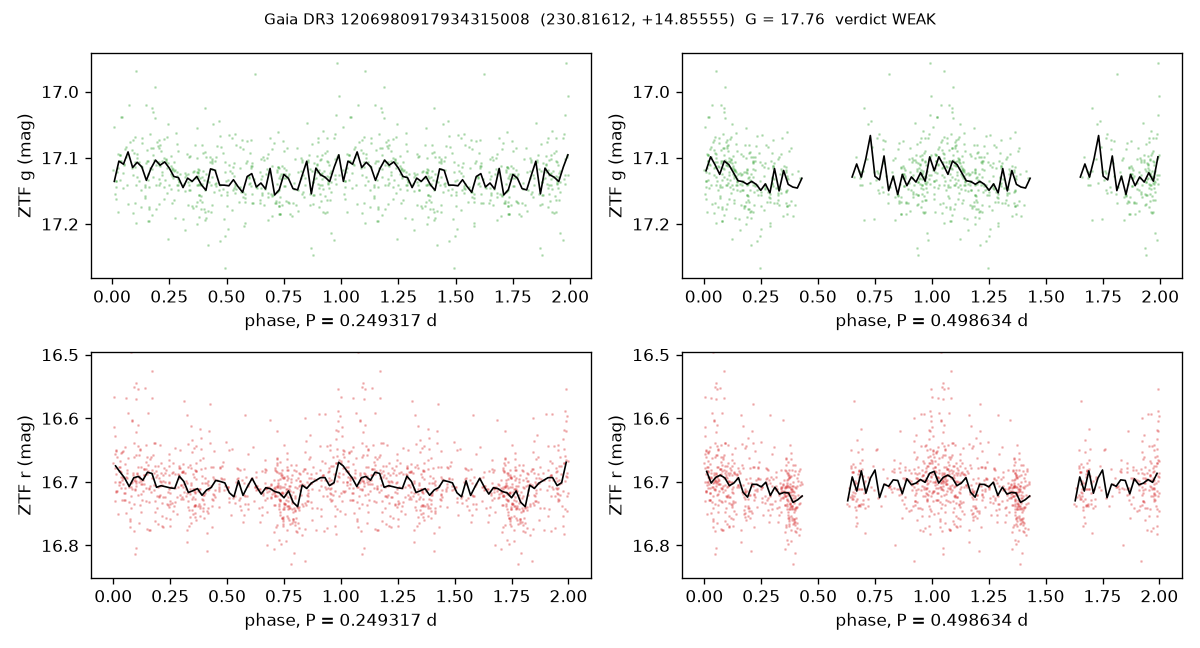 Gaia DR3 1206980917934315008 (230.81612, +14.85555) G = 17.76 verdict WEAK
17.0
17.1
17.2
ZTF g (mag)
0.00 0.25 0.50 0.75 1.00 1.25 1.50 1.75 2.00
phase, P = 0.249317 d
17.0
17.1
17.2
ZTF g (mag)
0.00 0.25 0.50 0.75 1.00 1.25 1.50 1.75 2.00
phase, P = 0.498634 d
16.5
16.6
16.7
16.8
ZTF r (mag)
0.00 0.25 0.50 0.75 1.00 1.25 1.50 1.75 2.00
phase, P = 0.249317 d
16.5
16.6
16.7
16.8
ZTF r (mag)
0.00 0.25 0.50 0.75 1.00 1.25 1.50 1.75 2.00
phase, P = 0.498634 d